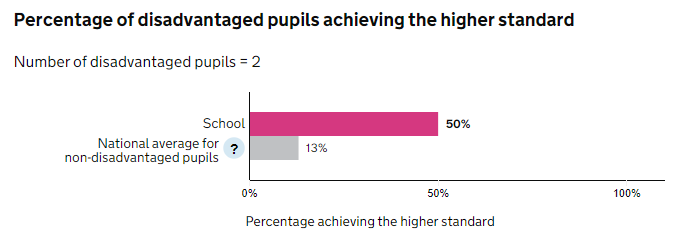 Percentage of disadvantaged pupils achieving the higher standard
Number of disadvantaged pupils = 2
School
50%
National average for
non-disadvantaged pupils
?
13%
0%
50%
100%
Percentage achieving the higher standard